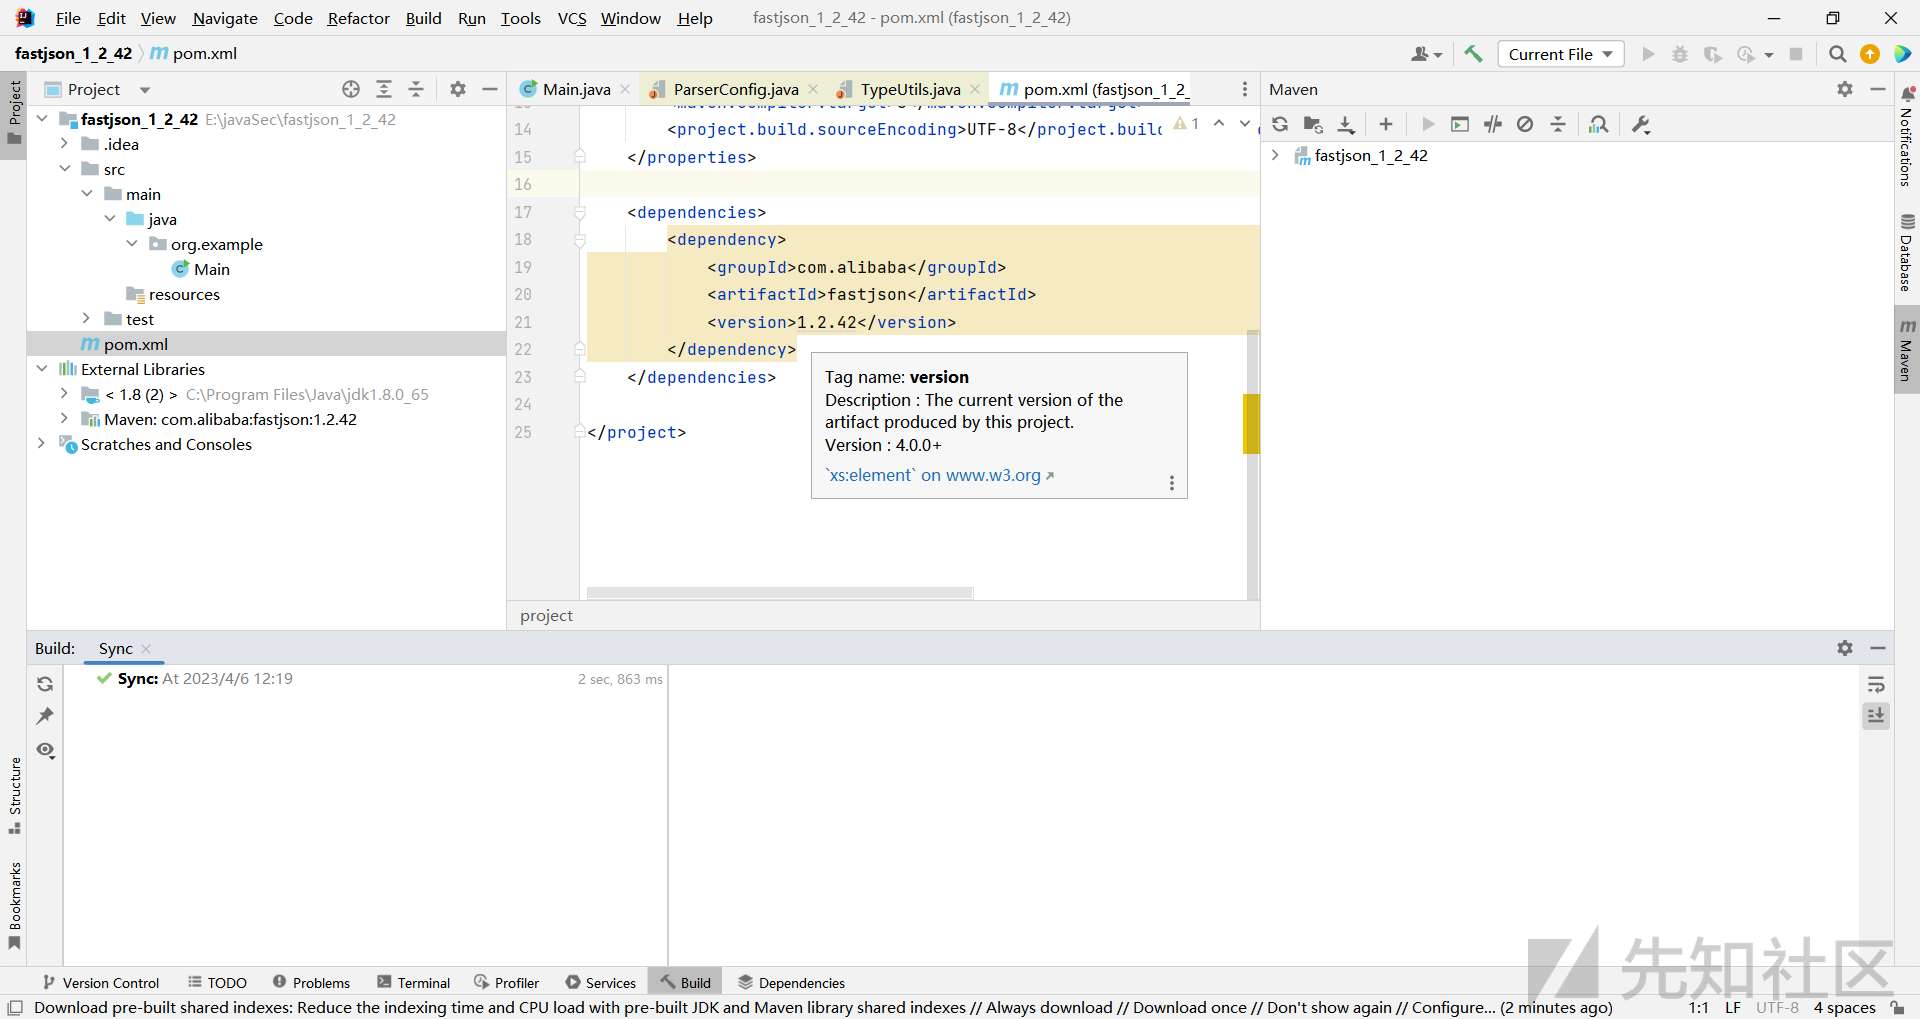 File Edit View Navigate Code Refactor Build Run Tools VCS Window Help fastjson_1_2_42 - pom.xml (fastjson_1_2_42)
fastjson_1_2_42 pom.xml
Current File
Project
Main.java
ParserConfig.java
TypeUtils.java
pom.xml (fastjson_1_2_
Maven
Project
fastjson_1_2_42 E:\javaSec\fastjson_1_2_42
.idea
src
main
java
org.example
Main
resources
test
pom.xml
External Libraries
< 1.8 (2) > C:\Program Files\Java\jdk1.8.0_65
Maven: com.alibaba:fastjson:1.2.42
Scratches and Consoles
14 <project.build.sourceEncoding>UTF-8</project.build
1
15 </properties>
16
17 <dependencies>
18 <dependency>
19 <groupId>com.alibaba</groupId>
20 <artifactId>fastjson</artifactId>
21 <version>1.2.42</version>
22 </dependency>
23 </dependencies>
24
25 </project>
Tag name: version
Description : The current version of the
artifact produced by this project.
Version : 4.0.0+
`xs:element` on www.w3.org
project
fastjson_1_2_42
Notifications
Database
Maven
Build: Sync
Sync: At 2023/4/6 12:19 2 sec, 863 ms
Structure
Bookmarks
Version Control TODO Problems Terminal Profiler Services Build Dependencies
Download pre-built shared indexes: Reduce the indexing time and CPU load with pre-built JDK and Maven library shared indexes // Always download // Download once // Don't show again // Configure... (2 minutes ago) 1:1 LF UTF-8 4 spaces
先知社区